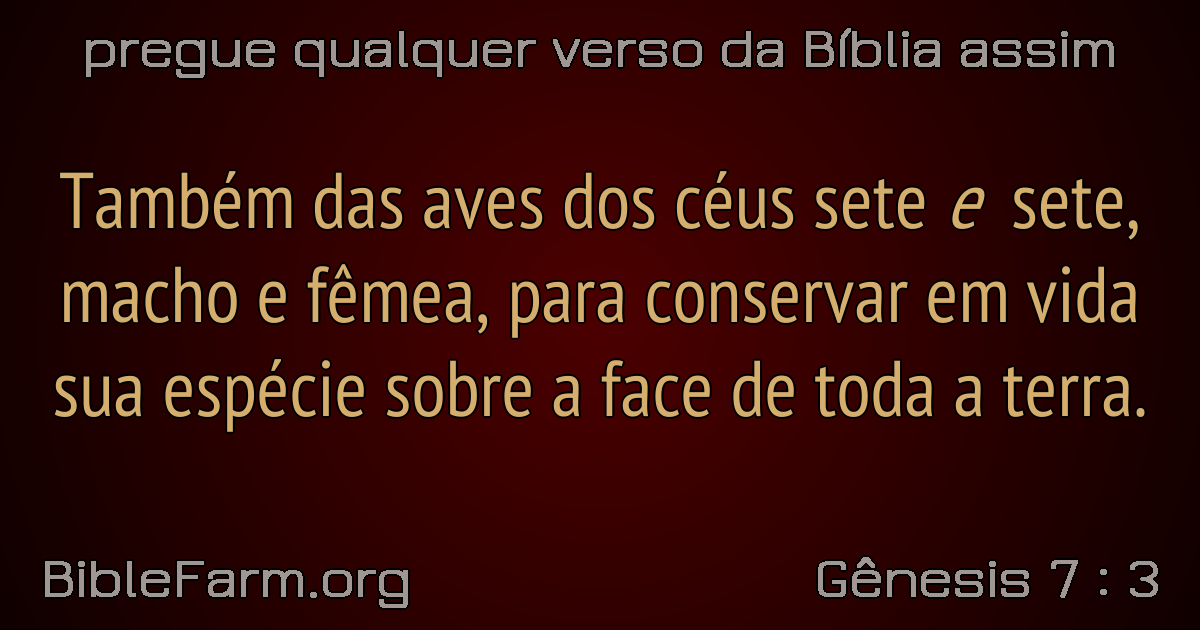 pregue qualquer verso da Bíblia assim
Também das aves dos céus sete e sete,
macho e fêmea, para conservar em vida
sua espécie sobre a face de toda a terra.
BibleFarm.org
Gênesis 7 : 3